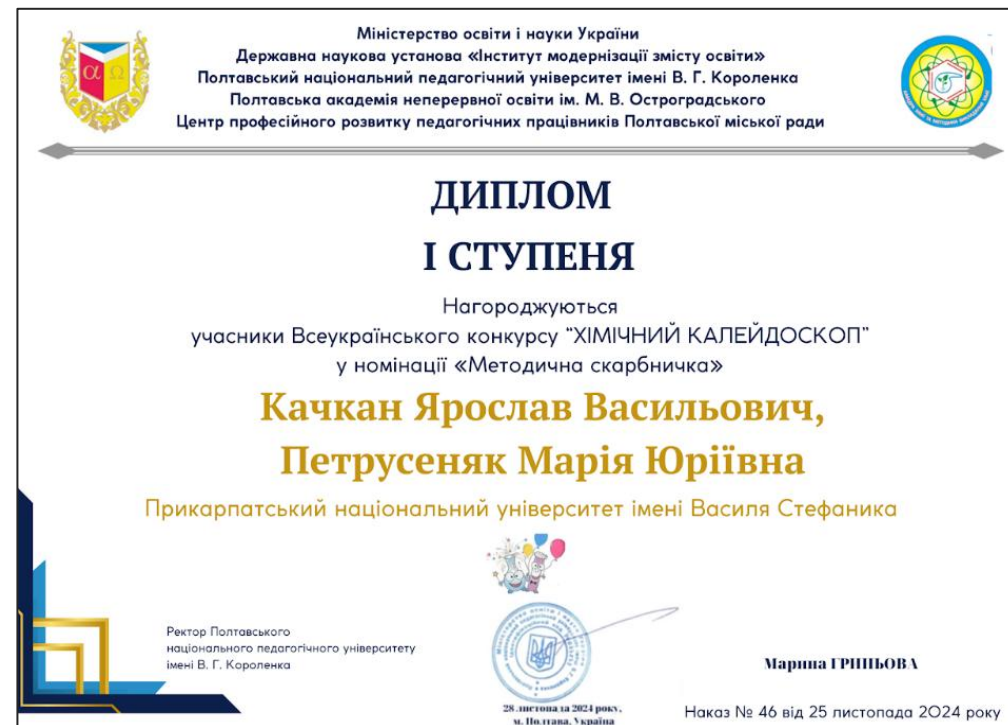 Міністерство освіти і науки України
Державна наукова установа «Інститут модернізації змісту освіти»
Полтавський національний педагогічний університет імені В. Г. Короленка
Полтавська академія неперервної освіти ім. М. В. Остроградського
Центр професійного розвитку педагогічних працівників Полтавської міської ради
α Ω
ДИПЛОМ
І СТУПЕНЯ
Нагороджуються
учасники Всеукраїнського конкурсу "ХІМІЧНИЙ КАЛЕЙДОСКОП"
у номінації «Методична скарбничка»
Качкан Ярослав Васильович,
Петрусеняк Марія Юріївна
Прикарпатський національний університет імені Василя Стефаника
Ректор Полтавського
національного педагогічного університету
імені В. Г. Короленка
Марина ГРИНЬОВА
28 листопада 2024 року,
м. Полтава, Україна
Наказ № 46 від 25 листопада 2024 року